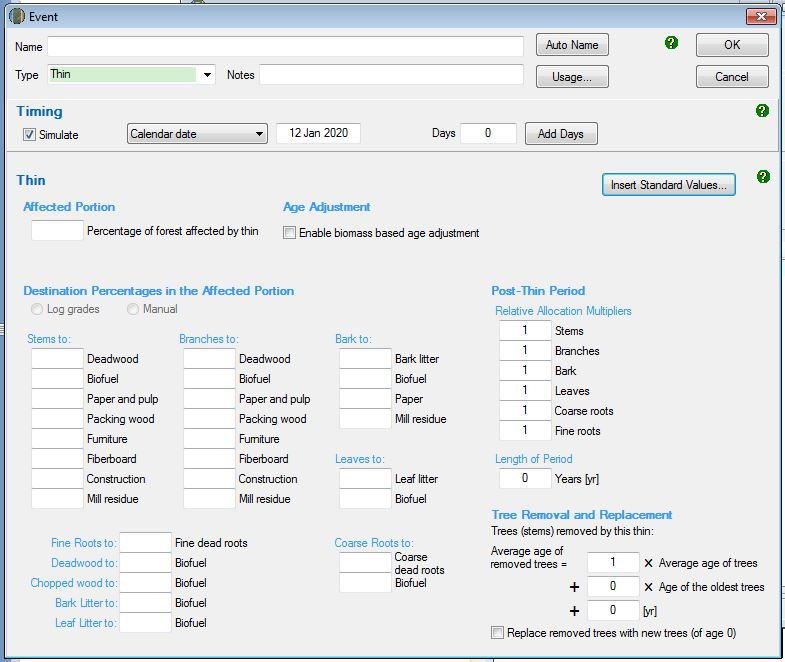 Event
Name Auto Name OK
Type Thin Notes Usage... Cancel
Timing
Simulate Calendar date 12 Jan 2020 Days 0 Add Days
Thin Insert Standard Values...
Affected Portion Age Adjustment
Percentage of forest affected by thin Enable biomass based age adjustment
Destination Percentages in the Affected Portion
Log grades Manual
Stems to:
Deadwood
Biofuel
Paper and pulp
Packing wood
Furniture
Fiberboard
Construction
Mill residue
Branches to:
Deadwood
Biofuel
Paper and pulp
Packing wood
Furniture
Fiberboard
Construction
Mill residue
Bark to:
Bark litter
Biofuel
Paper
Mill residue
Leaves to:
Leaf litter
Biofuel
Fine Roots to: Fine dead roots
Deadwood to: Biofuel
Chopped wood to: Biofuel
Bark Litter to: Biofuel
Leaf Litter to: Biofuel
Coarse Roots to:
Coarse
dead roots
Biofuel
Post-Thin Period
Relative Allocation Multipliers
1 Stems
1 Branches
1 Bark
1 Leaves
1 Coarse roots
1 Fine roots
Length of Period
0 Years [yr]
Tree Removal and Replacement
Trees (stems) removed by this thin:
Average age of
removed trees = 1 × Average age of trees
+ 0 × Age of the oldest trees
+ 0 [yr]
Replace removed trees with new trees (of age 0)